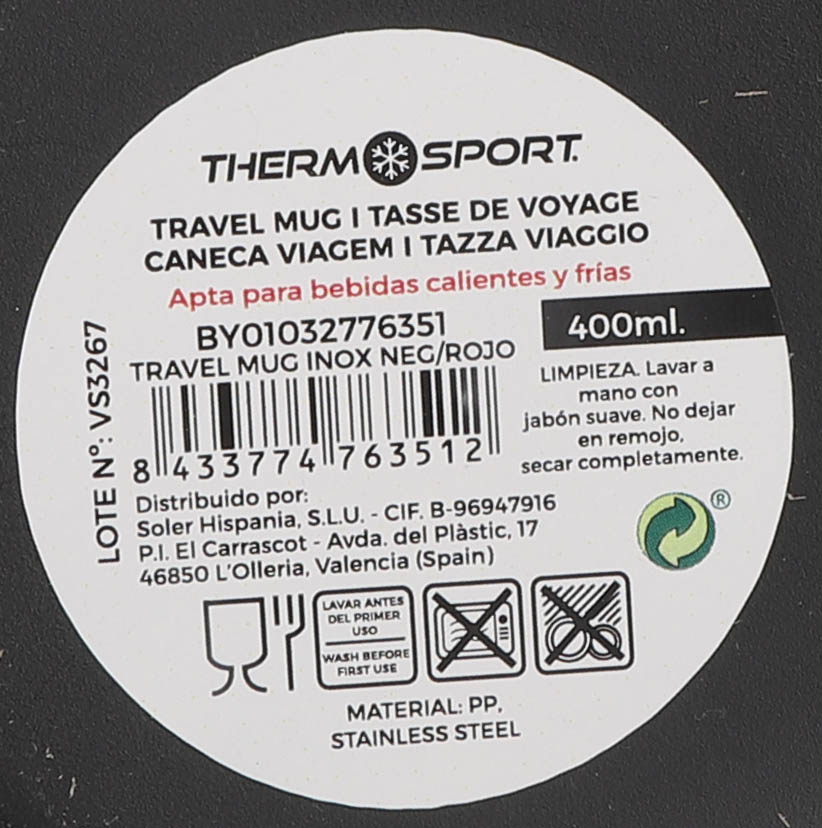 THERMOSPORT.
TRAVEL MUG I TASSE DE VOYAGE
CANECA VIAGEM I TAZZA VIAGGIO
Apta para bebidas calientes y frías
BY01032776351
TRAVEL MUG INOX NEG/ROJO
8 433774 763512
LOTE Nº: VS3267
400ml.
LIMPIEZA. Lavar a
mano con
jabón suave. No dejar
en remojo,
secar completamente.
Distribuido por:
Soler Hispania, S.L.U. - CIF. B-96947916
P.I. El Carrascot - Avda. del Plàstic, 17
46850 L'Olleria, Valencia (Spain)
®
LAVAR ANTES
DEL PRIMER
USO
WASH BEFORE
FIRST USE
MATERIAL: PP,
STAINLESS STEEL